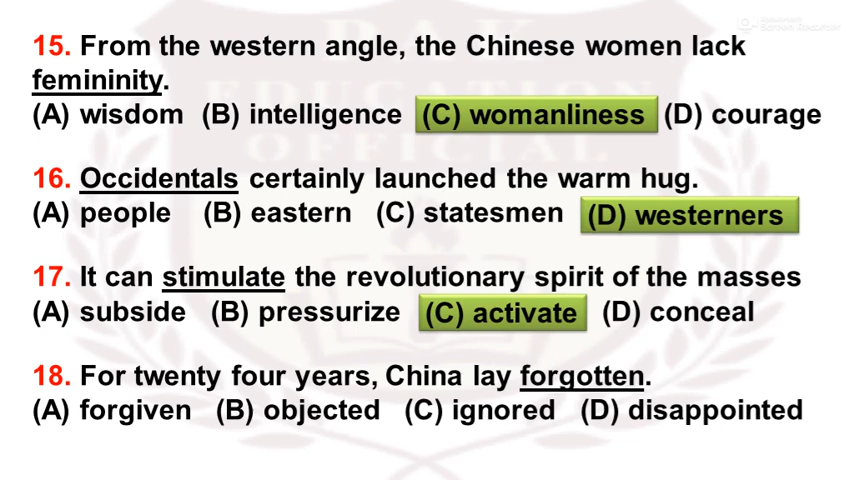 15. From the western angle, the Chinese women lack
femininity.
(A) wisdom (B) intelligence (C) womanliness (D) courage
16. Occidentals certainly launched the warm hug.
(A) people (B) eastern (C) statesmen (D) westerners
17. It can stimulate the revolutionary spirit of the masses
(A) subside (B) pressurize (C) activate (D) conceal
18. For twenty four years, China lay forgotten.
(A) forgiven (B) objected (C) ignored (D) disappointed
EDUCATION
OFFICIAL